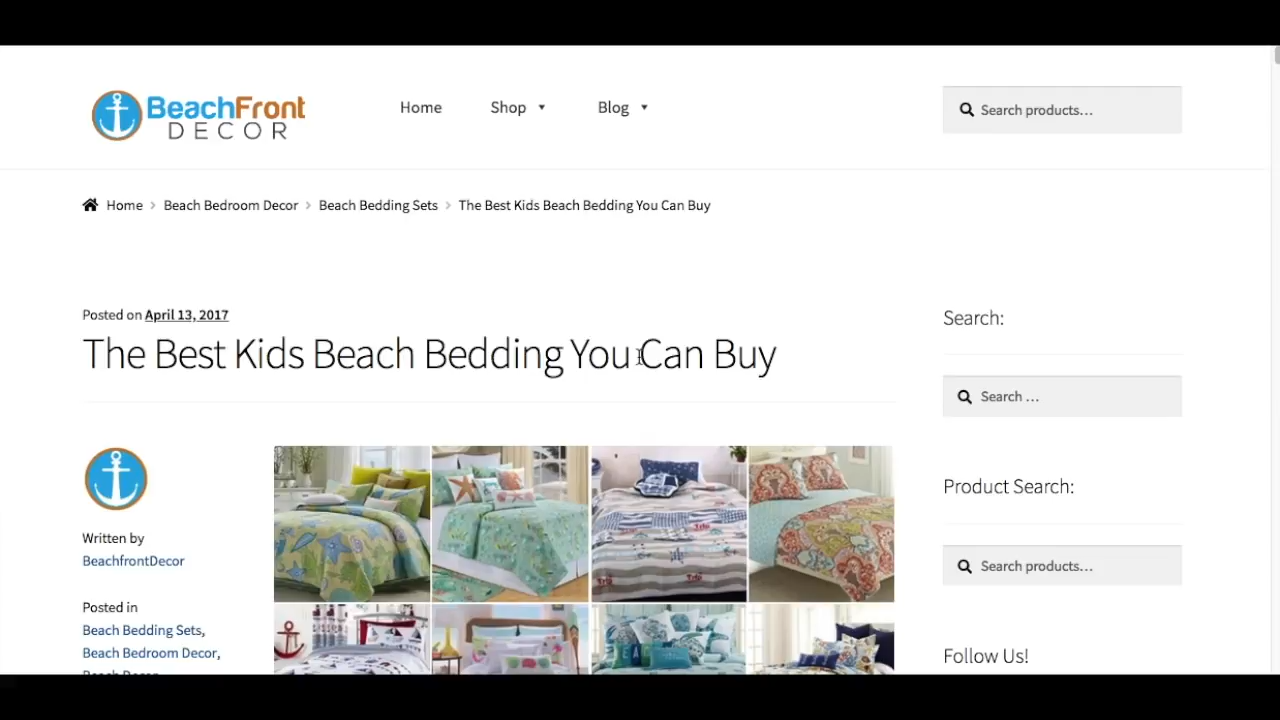 BeachFront
DECOR
Home
Shop
Blog
Search products…
Home
Beach Bedroom Decor
Beach Bedding Sets
The Best Kids Beach Bedding You Can Buy
Posted on April 13, 2017
The Best Kids Beach Bedding You Can Buy
Written by
BeachfrontDecor
Posted in
Beach Bedding Sets,
Beach Bedroom Decor,
Beach Decor
Search:
Search …
Product Search:
Search products…
Follow Us!